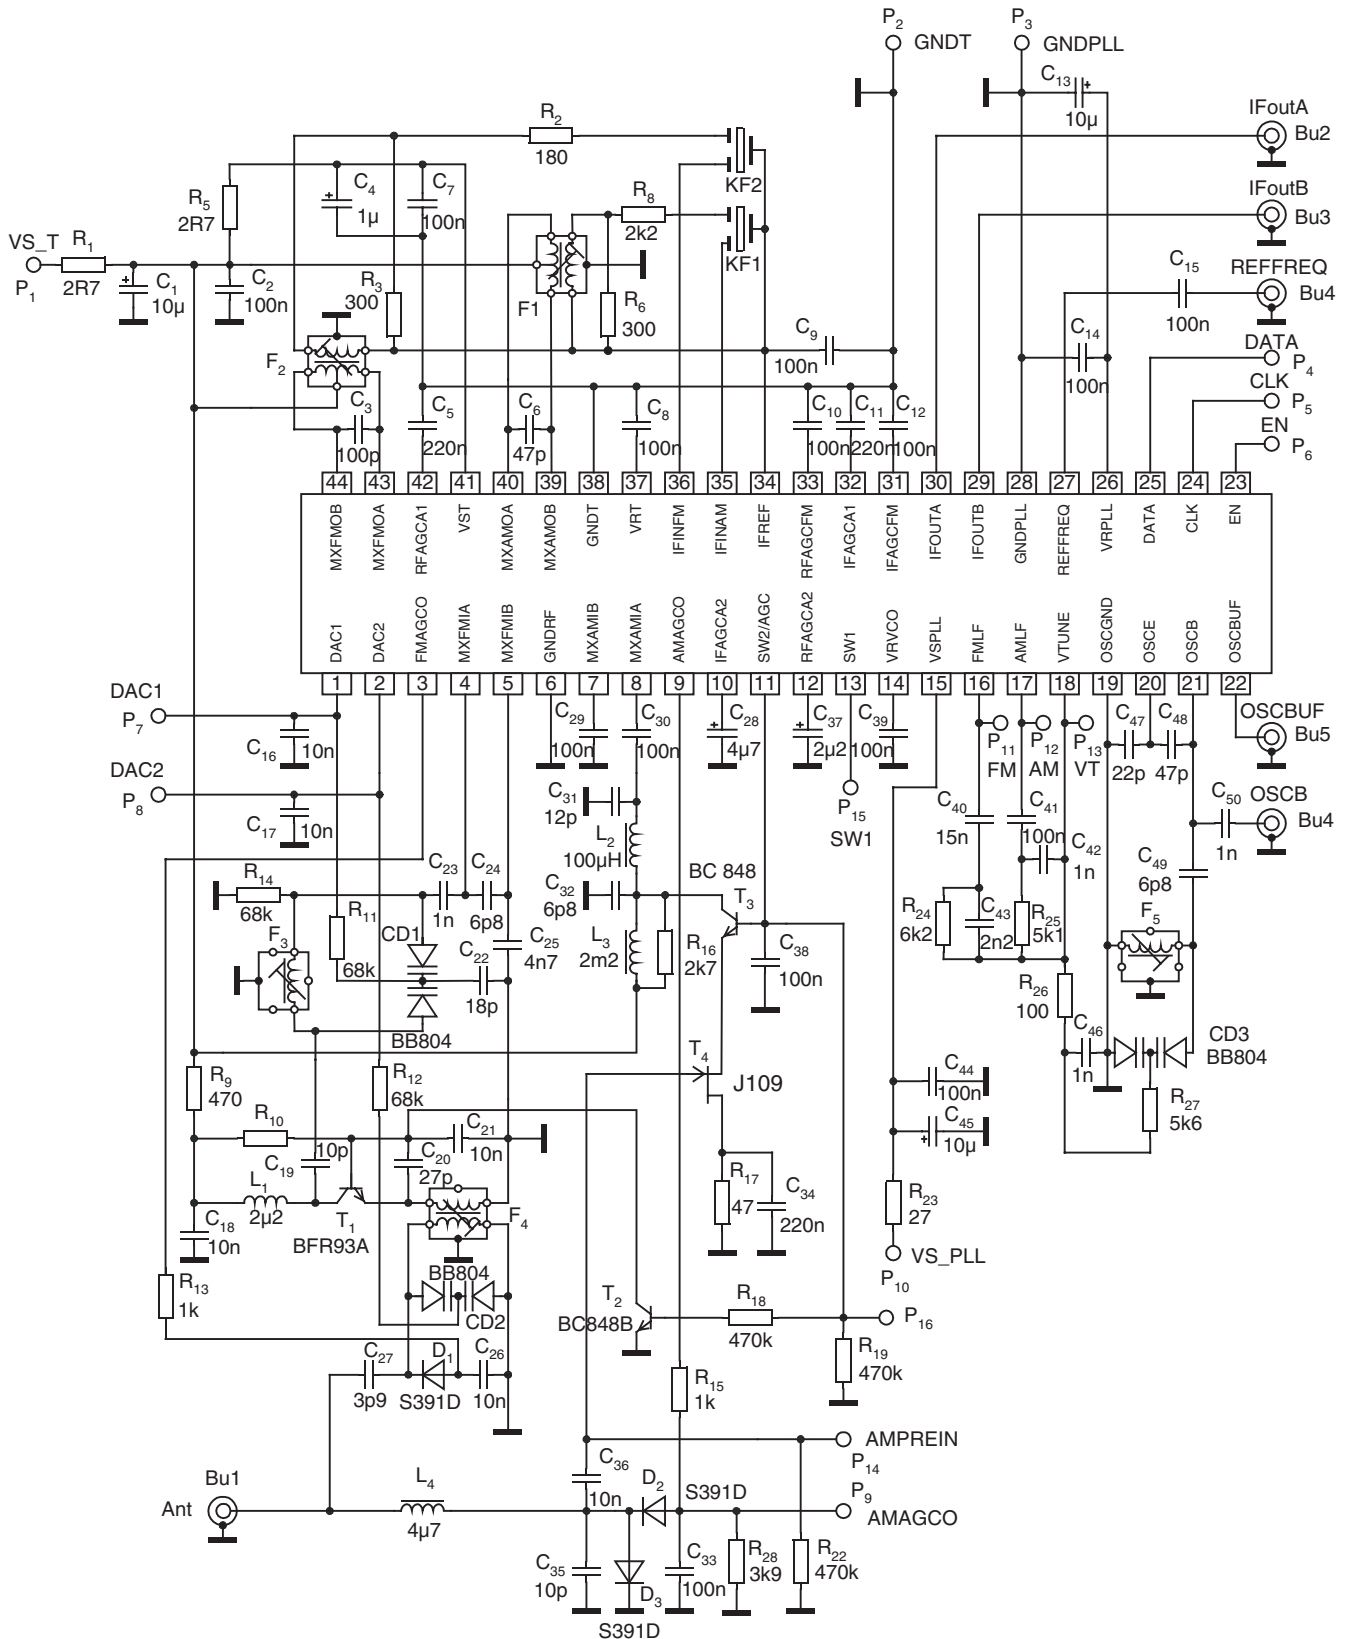 P2 GNDT
P3 GNDPLL
C13 10µ
IFoutA Bu2
R2 180
KF2
C4 1µ
C7 100n
R5 2R7
R8 2k2
KF1
IFoutB Bu3
VS_T P1
R1 2R7
C1 10µ
C2 100n
R3 300
F1
R6 300
C15 100n
REFFREQ Bu4
F2
C9 100n
C14 100n
DATA P4
CLK P5
EN P6
C3 100p
C5 220n
C6 47p
C8 100n
C10 100n
C11 220n
C12 100n
44 43 42 41 40 39 38 37 36 35 34 33 32 31 30 29 28 27 26 25 24 23
MXFMOB MXFMOA RFAGCA1 VST MXAMOA MXAMOB GNDT VRT IFINFM IFINAM IFREF RFAGCFM IFAGCA1 IFAGCFM IFOUTA IFOUTB GNDPLL REFFREQ VRPLL DATA CLK EN
DAC1 DAC2 FMAGCO MXFMIA MXFMIB GNDRF MXAMIB MXAMIA AMAGCO IFAGCA2 SW2/AGC RFAGCA2 SW1 VRVCO VSPLL FMLF AMLF VTUNE OSCGND OSCE OSCB OSCBUF
1 2 3 4 5 6 7 8 9 10 11 12 13 14 15 16 17 18 19 20 21 22
DAC1 P7
C16 10n
DAC2 P8
C17 10n
C29 100n
C30 100n
C28 4µ7
C37 2µ2
C39 100n
P11 FM
P12 AM
P13 VT
C47 22p
C48 47p
OSCBUF Bu5
P15 SW1
C31 12p
L2 100µH
C40 15n
C41 100n
C42 1n
C50 1n
OSCB Bu4
C49 6p8
R14 68k
R11 68k
C23 1n
C24 6p8
C32 6p8
BC 848 T3
R24 6k2
C43 2n2
R25 5k1
F5
F3
CD1
C22 18p
C25 4n7
L3 2m2
R16 2k7
C38 100n
R26 100
BB804
C46 1n
CD3 BB804
R9 470
R12 68k
T4 J109
C44 100n
C45 10µ
R27 5k6
R10
C19 10p
C20 27p
C21 10n
L1 2µ2
T1 BFR93A
C18 10n
F4
R17 47
C34 220n
R23 27
VS_PLL P10
R13 1k
BB804 CD2
T2 BC848B
R18 470k
P16
R19 470k
C27 3p9
D1 S391D
C26 10n
R15 1k
AMPREIN P14
C36 10n
Bu1 Ant
L4 4µ7
D2 S391D
P9 AMAGCO
C35 10p
D3 S391D
C33 100n
R28 3k9
R22 470k